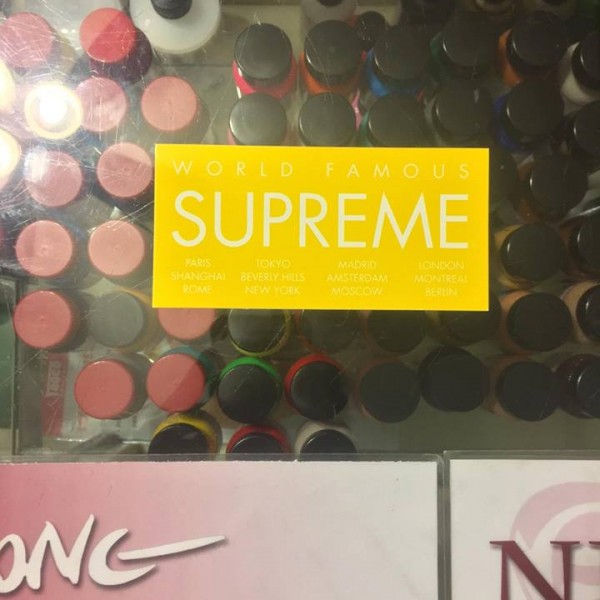 WORLD FAMOUS
SUPREME
PARIS TOKYO MADRID LONDON
SHANGHAI BEVERLY HILLS AMSTERDAM MONTREAL
ROME NEW YORK MOSCOW BERLIN